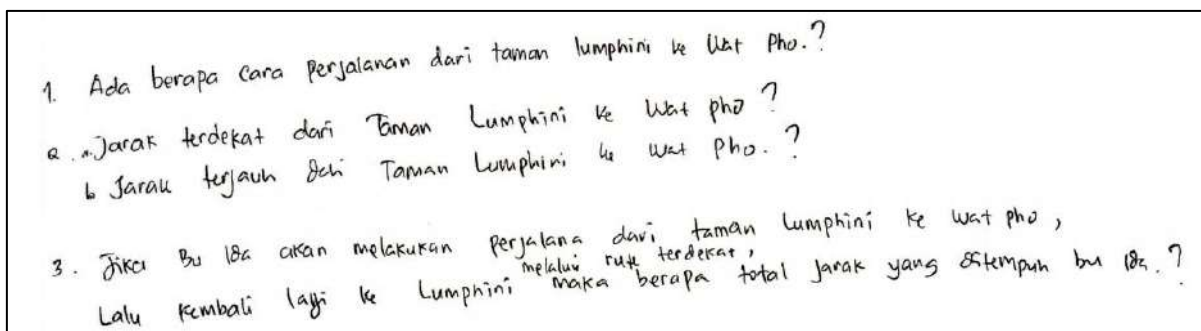 1. Ada berapa cara perjalanan dari taman lumphini ke Wat Pho.?
2. a. Jarak terdekat dari Taman Lumphini ke Wat pho ?
b Jarak terjauh dari Taman Lumphini ke Wat Pho. ?
3. Jika Bu Ida akan melakukan perjalana dari taman lumphini ke wat pho,
melalui rute terdekat,
Lalu kembali lagi ke Lumphini maka berapa total jarak yang ditempuh bu Ida. ?